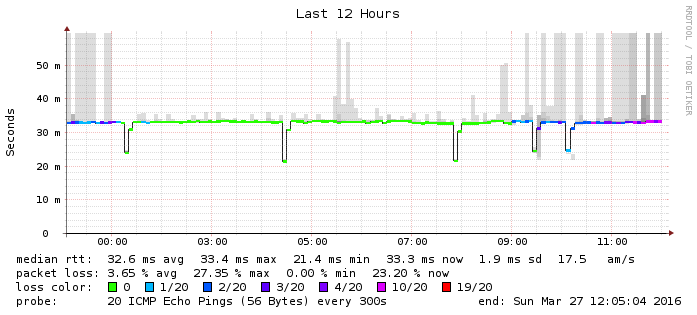 Last 12 Hours
RRDTOOL / TOBI OETIKER
Seconds
50 m
40 m
30 m
20 m
10 m
0
00:00 03:00 05:00 07:00 09:00 11:00
median rtt: 32.6 ms avg 33.4 ms max 21.4 ms min 33.3 ms now 1.9 ms sd 17.5 am/s
packet loss: 3.65 % avg 27.35 % max 0.00 % min 23.20 % now
loss color: 0 1/20 2/20 3/20 4/20 10/20 19/20
probe: 20 ICMP Echo Pings (56 Bytes) every 300s end: Sun Mar 27 12:05:04 2016